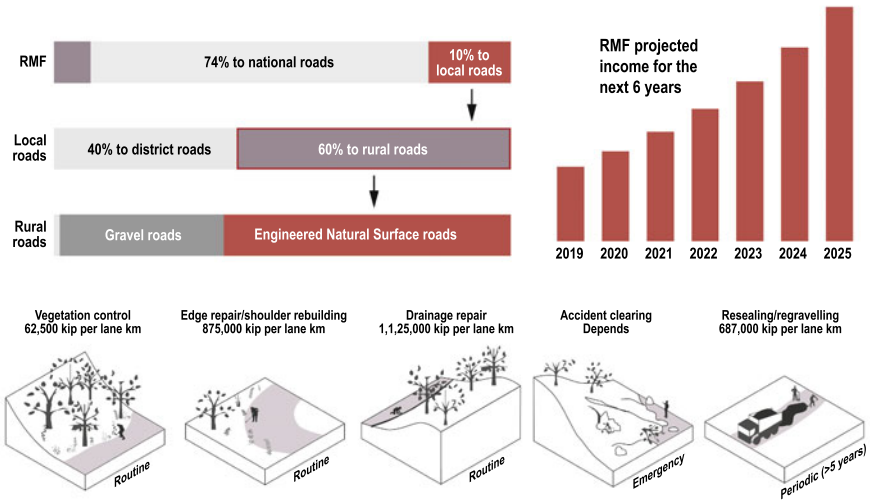 RMF
74% to national roads
10% to
local roads
Local
roads
40% to district roads
60% to rural roads
Rural
roads
Gravel roads
Engineered Natural Surface roads
RMF projected
income for the
next 6 years
2019
2020
2021
2022
2023
2024
2025
Vegetation control
62,500 kip per lane km
Routine
Edge repair/shoulder rebuilding
875,000 kip per lane km
Routine
Drainage repair
1,1,25,000 kip per lane km
Routine
Accident clearing
Depends
Emergency
Resealing/regravelling
687,000 kip per lane km
Periodic (>5 years)